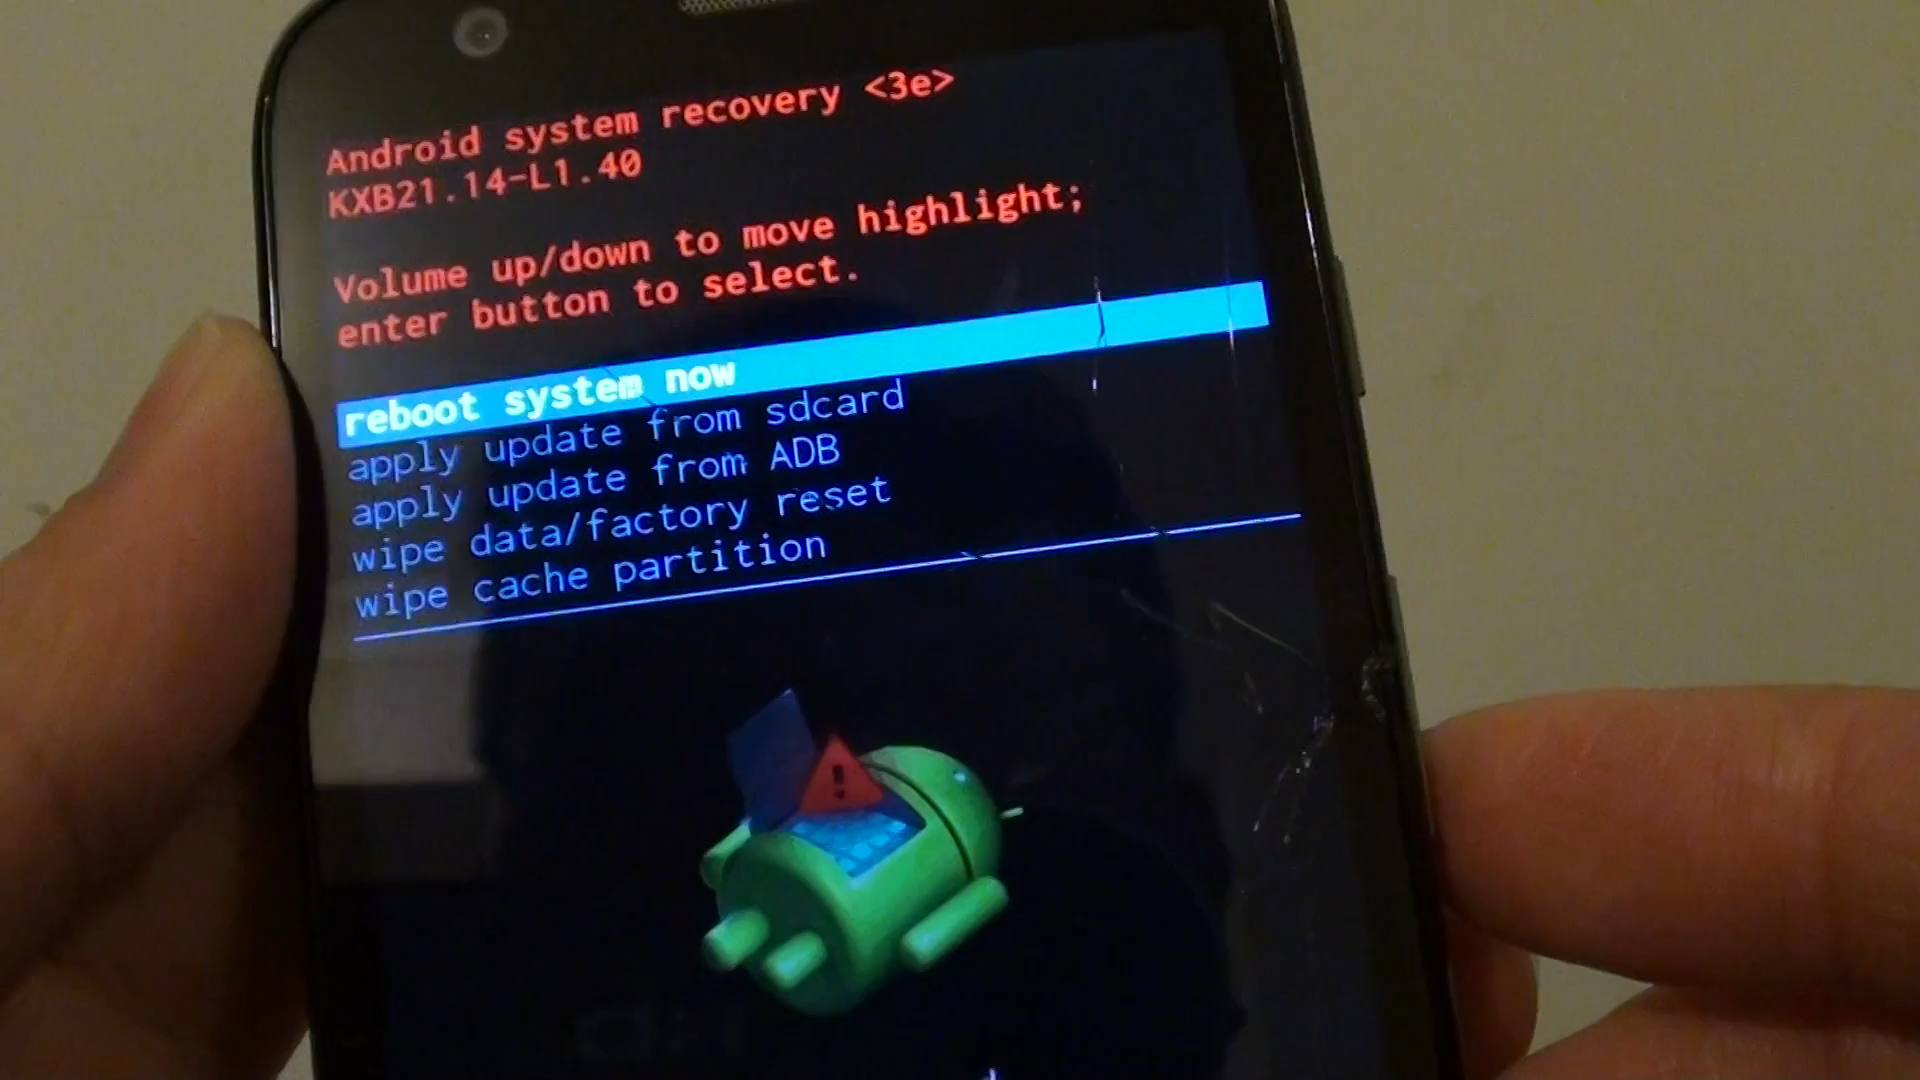 Android system recovery <3e>
KXB21.14-L1.40
Volume up/down to move highlight;
enter button to select.
reboot system now
apply update from sdcard
apply update from ADB
wipe data/factory reset
wipe cache partition
!